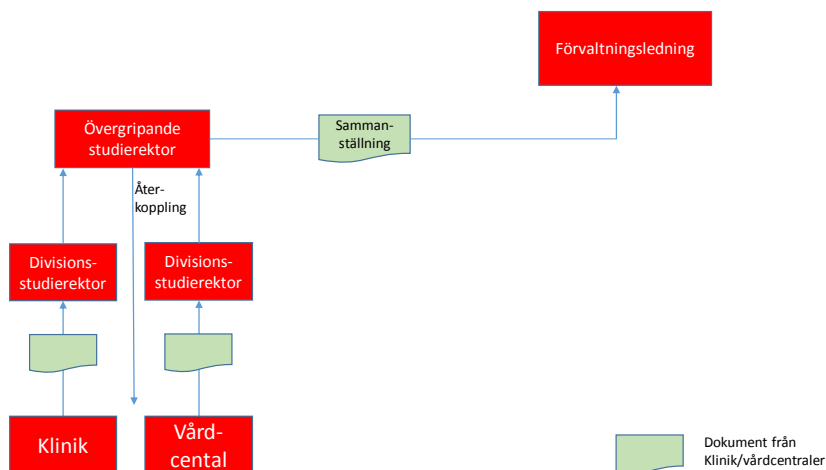 Förvaltningsledning
Övergripande
studierektor
Samman-
ställning
Åter-
koppling
Divisions-
studierektor
Divisions-
studierektor
Klinik
Vård-
cental
Dokument från
Klinik/vårdcentraler